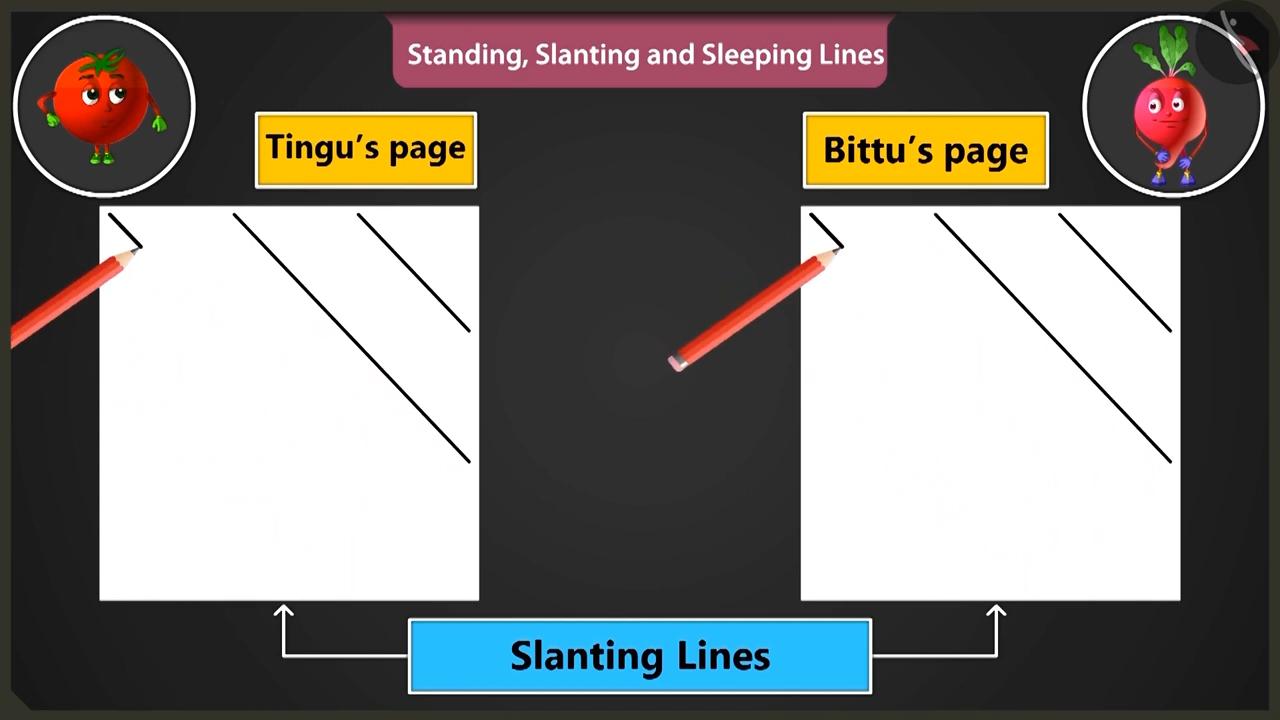 Standing, Slanting and Sleeping Lines
Tingu's page
Bittu's page
Slanting Lines